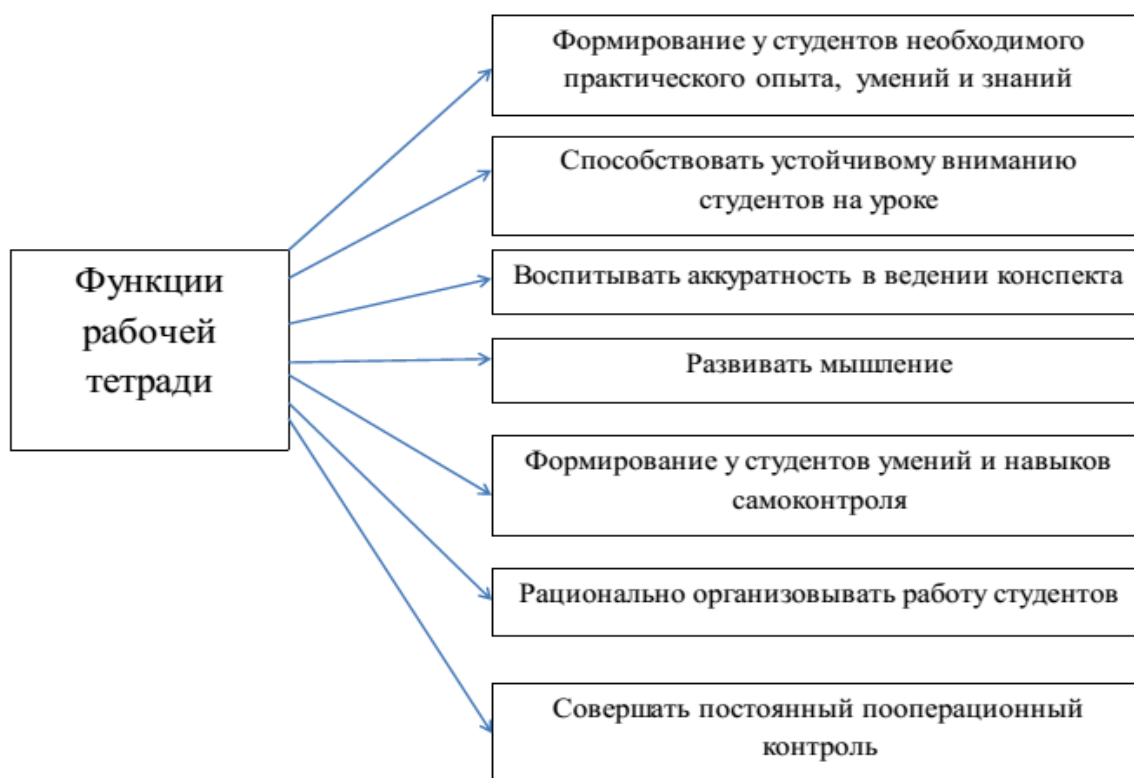 Функции
рабочей
тетради
Формирование у студентов необходимого
практического опыта, умений и знаний
Способствовать устойчивому вниманию
студентов на уроке
Воспитывать аккуратность в ведении конспекта
Развивать мышление
Формирование у студентов умений и навыков
самоконтроля
Рационально организовывать работу студентов
Совершать постоянный пооперационный
контроль